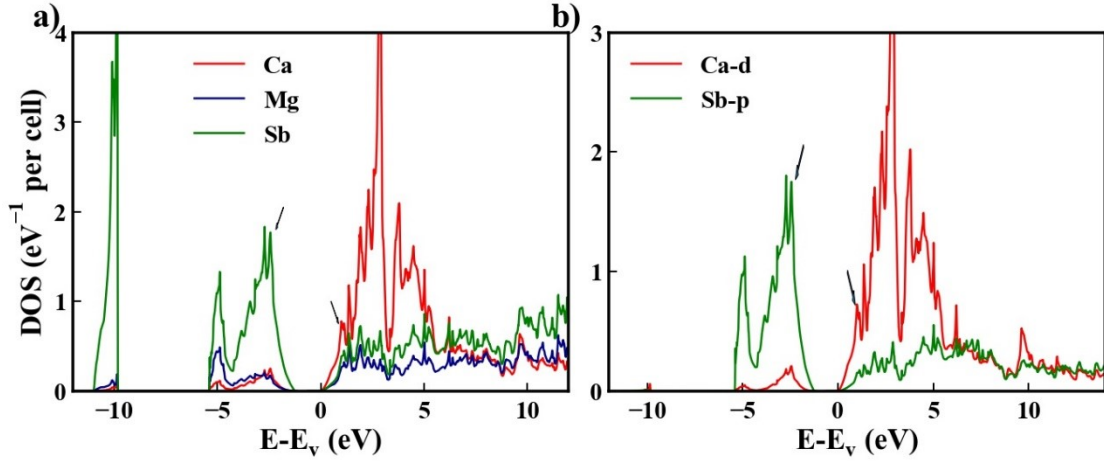 a)
4
3
2
1
0
DOS (eV⁻¹ per cell)
Ca
Mg
Sb
−10 −5 0 5 10
E-Eᵥ (eV)
b)
3
2
1
0
Ca-d
Sb-p
−10 −5 0 5 10
E-Eᵥ (eV)